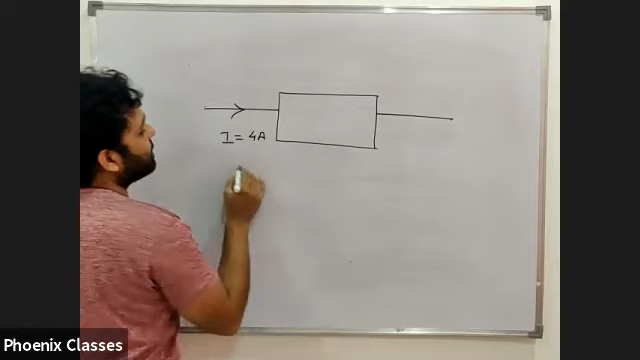 I = 4A
Phoenix Classes